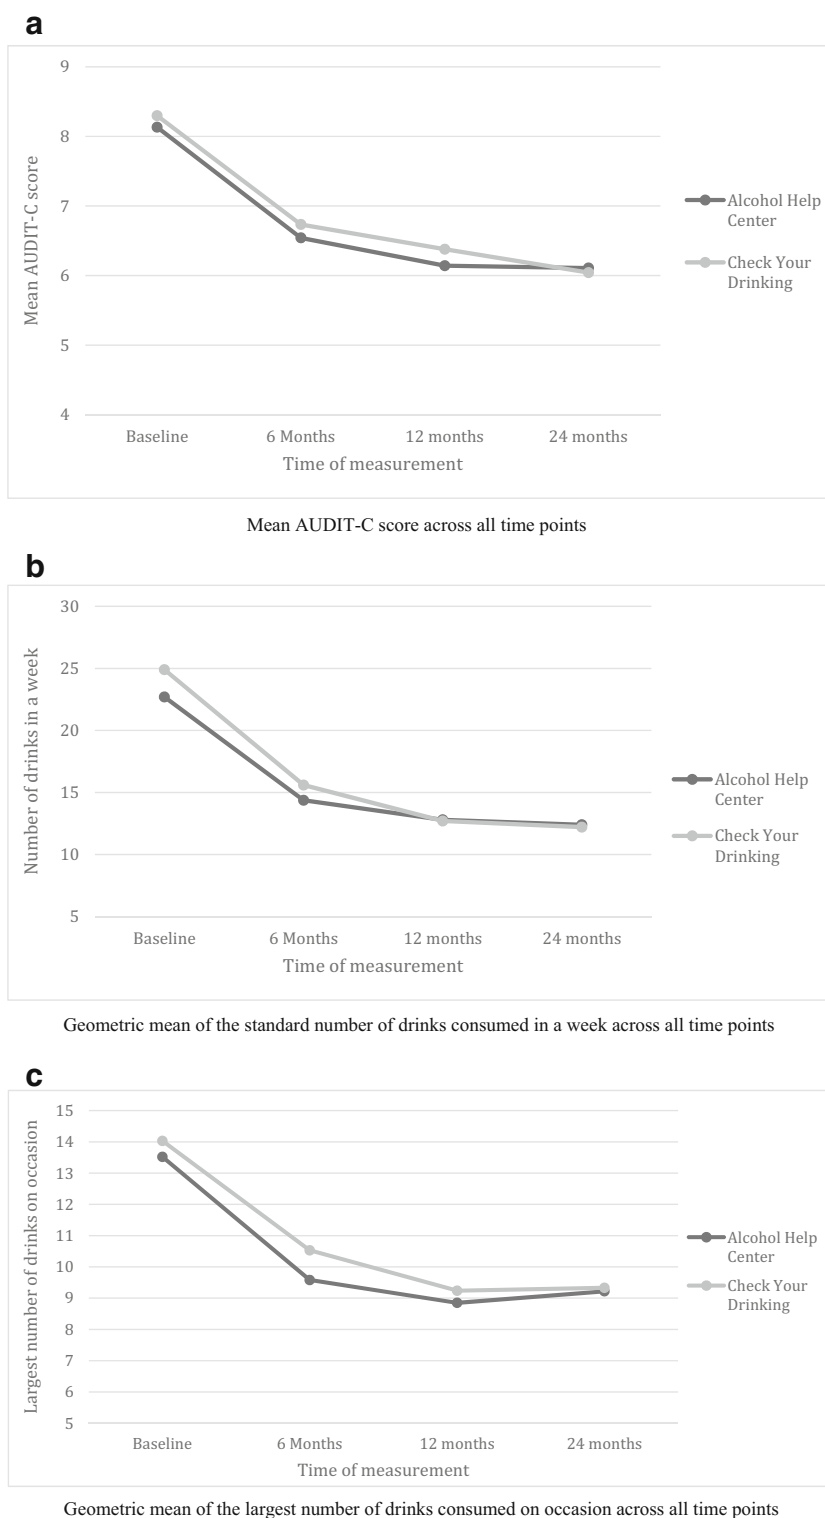 a
9
8
7
6
5
4
Mean AUDIT-C score
Baseline
6 Months
12 months
24 months
Time of measurement
Alcohol Help
Center
Check Your
Drinking
Mean AUDIT-C score across all time points
b
30
25
20
15
10
5
Number of drinks in a week
Baseline
6 Months
12 months
24 months
Time of measurement
Alcohol Help
Center
Check Your
Drinking
Geometric mean of the standard number of drinks consumed in a week across all time points
c
15
14
13
12
11
10
9
8
7
6
5
Largest number of drinks on occasion
Baseline
6 Months
12 months
24 months
Time of measurement
Alcohol Help
Center
Check Your
Drinking
Geometric mean of the largest number of drinks consumed on occasion across all time points